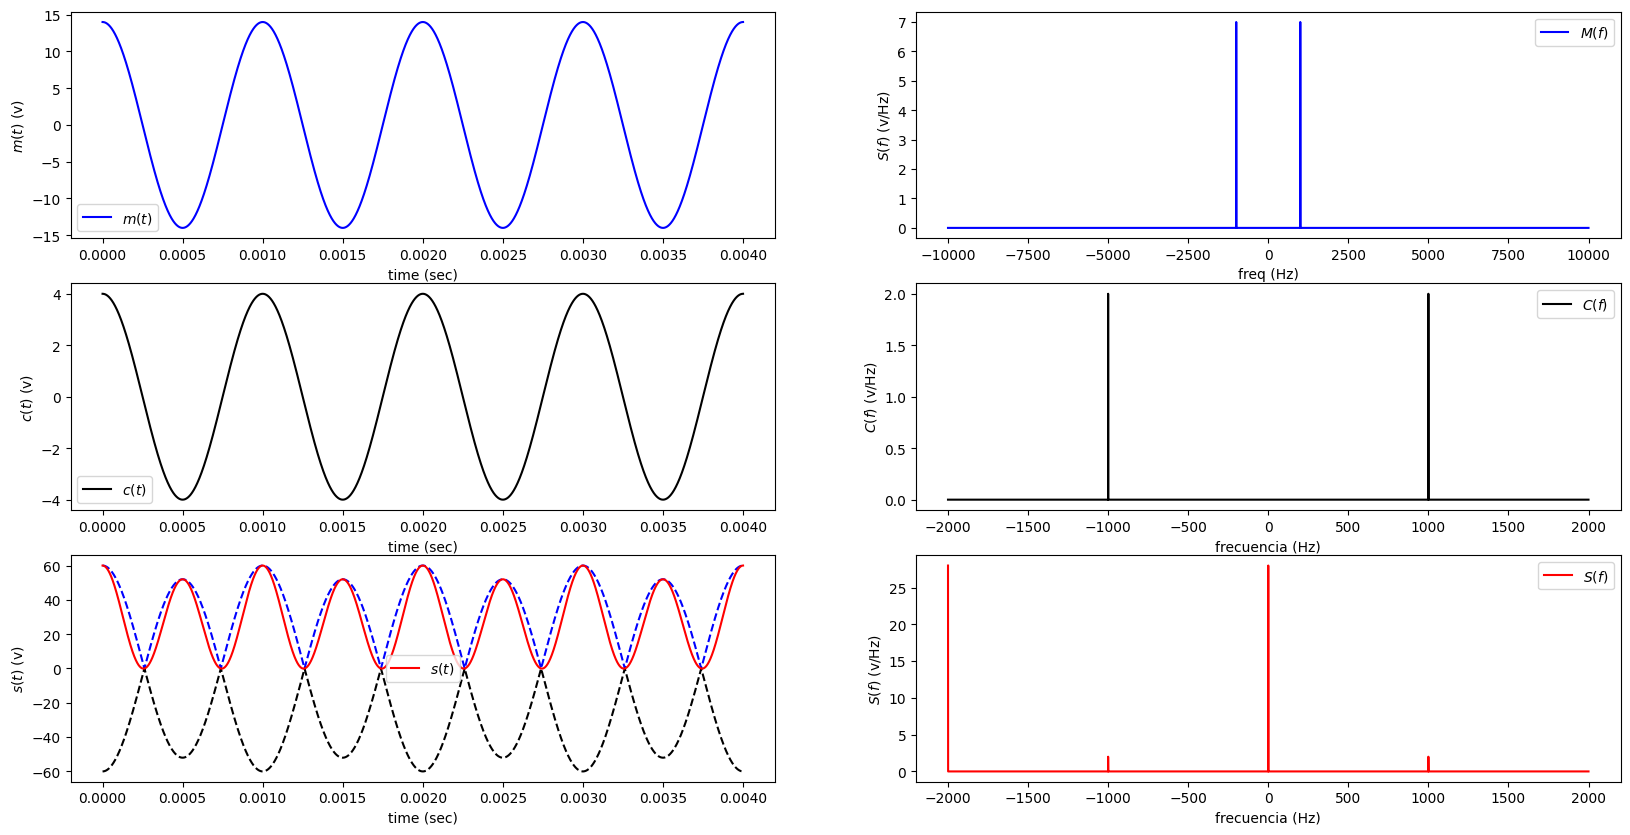 15
10
5
0
−5
−10
−15
m(t) (v)
m(t)
0.0000 0.0005 0.0010 0.0015 0.0020 0.0025 0.0030 0.0035 0.0040
time (sec)
7
6
5
4
3
2
1
0
S(f) (v/Hz)
M(f)
−10000 −7500 −5000 −2500 0 2500 5000 7500 10000
freq (Hz)
4
2
0
−2
−4
c(t) (v)
c(t)
0.0000 0.0005 0.0010 0.0015 0.0020 0.0025 0.0030 0.0035 0.0040
time (sec)
2.0
1.5
1.0
0.5
0.0
C(f) (v/Hz)
C(f)
−2000 −1500 −1000 −500 0 500 1000 1500 2000
frecuencia (Hz)
60
40
20
0
−20
−40
−60
s(t) (v)
s(t)
0.0000 0.0005 0.0010 0.0015 0.0020 0.0025 0.0030 0.0035 0.0040
time (sec)
25
20
15
10
5
0
S(f) (v/Hz)
S(f)
−2000 −1500 −1000 −500 0 500 1000 1500 2000
frecuencia (Hz)